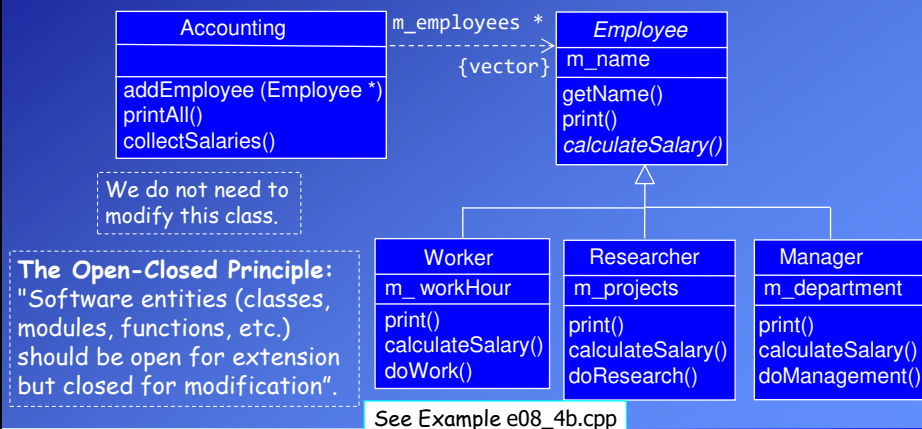 Accounting
addEmployee (Employee *)
printAll()
collectSalaries()
m_employees *
{vector}
Employee
m_name
getName()
print()
calculateSalary()
We do not need to
modify this class.
The Open-Closed Principle:
"Software entities (classes,
modules, functions, etc.)
should be open for extension
but closed for modification".
Worker
m_ workHour
print()
calculateSalary()
doWork()
Researcher
m_projects
print()
calculateSalary()
doResearch()
Manager
m_department
print()
calculateSalary()
doManagement()
See Example e08_4b.cpp